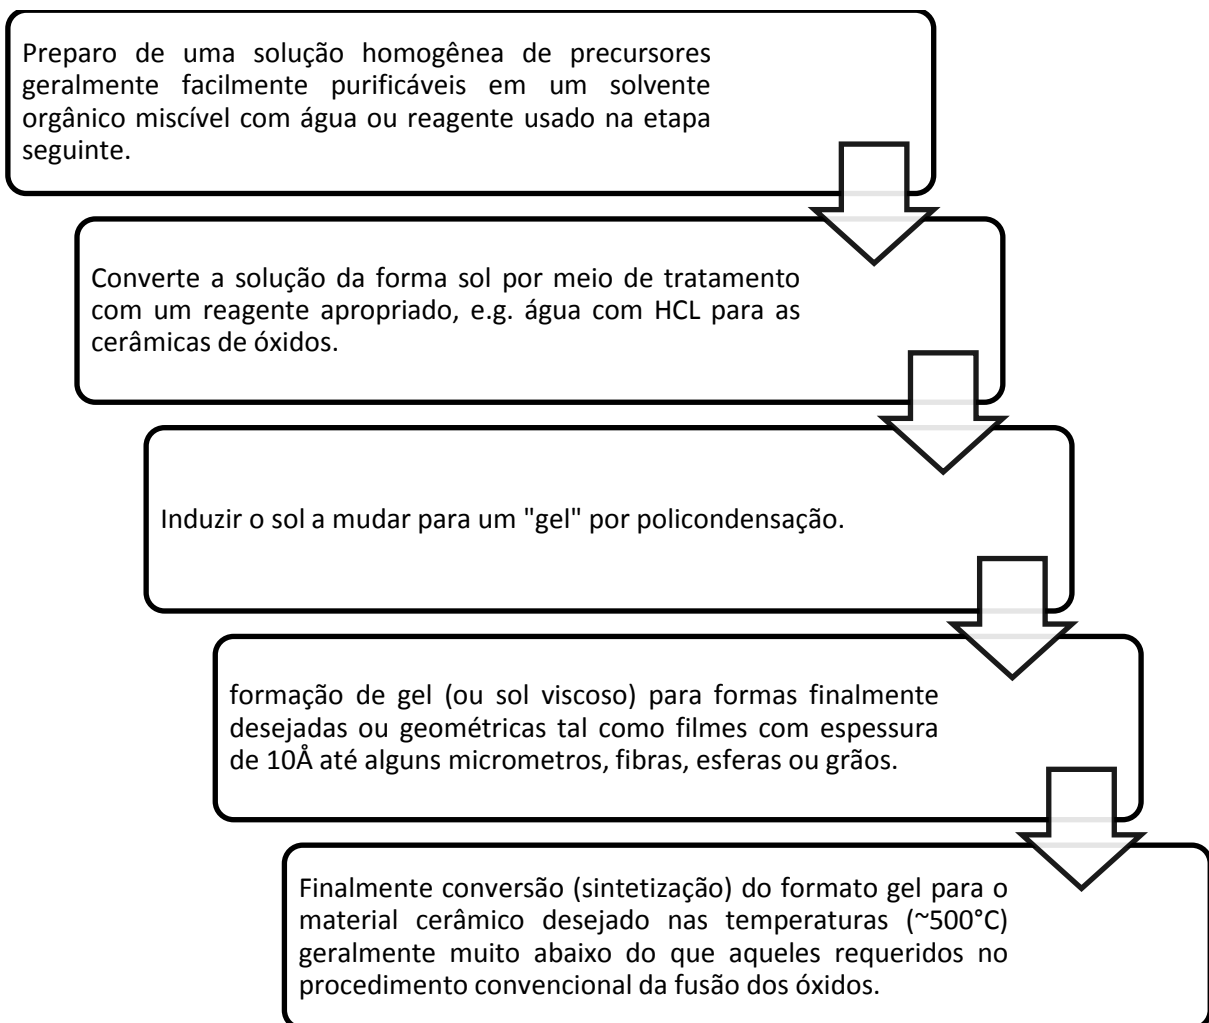 Preparo de uma solução homogênea de precursores
geralmente facilmente purificáveis em um solvente
orgânico miscível com água ou reagente usado na etapa
seguinte.
Converte a solução da forma sol por meio de tratamento
com um reagente apropriado, e.g. água com HCL para as
cerâmicas de óxidos.
Induzir o sol a mudar para um "gel" por policondensação.
formação de gel (ou sol viscoso) para formas finalmente
desejadas ou geométricas tal como filmes com espessura
de 10Å até alguns micrometros, fibras, esferas ou grãos.
Finalmente conversão (sintetização) do formato gel para o
material cerâmico desejado nas temperaturas (~500°C)
geralmente muito abaixo do que aqueles requeridos no
procedimento convencional da fusão dos óxidos.